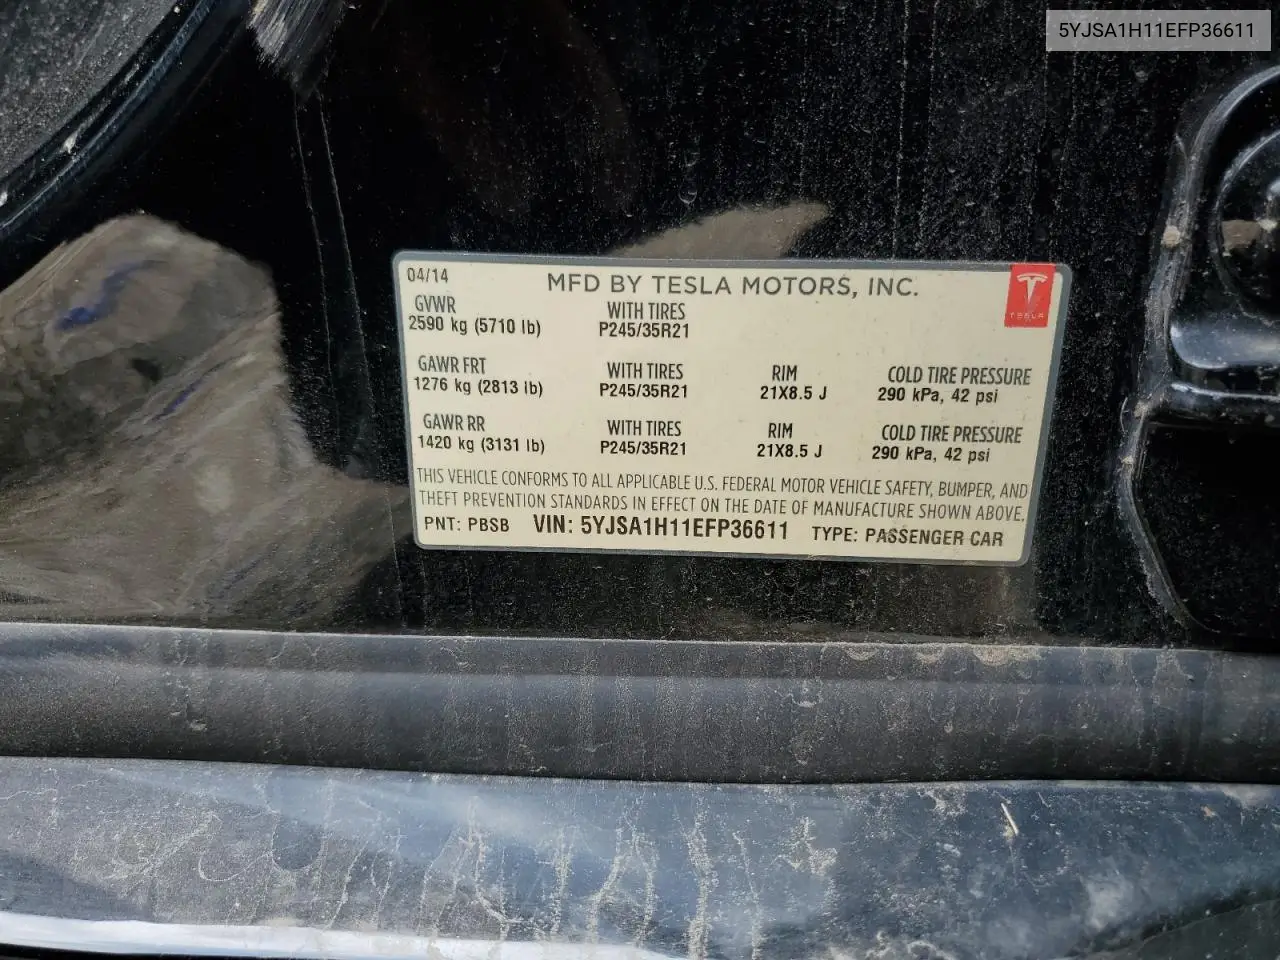 5YJSA1H11EFP36611
04/14
MFD BY TESLA MOTORS, INC.
TESLA
GVWR WITH TIRES
2590 kg (5710 lb) P245/35R21
GAWR FRT WITH TIRES RIM COLD TIRE PRESSURE
1276 kg (2813 lb) P245/35R21 21X8.5 J 290 kPa, 42 psi
GAWR RR WITH TIRES RIM COLD TIRE PRESSURE
1420 kg (3131 lb) P245/35R21 21X8.5 J 290 kPa, 42 psi
THIS VEHICLE CONFORMS TO ALL APPLICABLE U.S. FEDERAL MOTOR VEHICLE SAFETY, BUMPER, AND
THEFT PREVENTION STANDARDS IN EFFECT ON THE DATE OF MANUFACTURE SHOWN ABOVE.
PNT: PBSB VIN: 5YJSA1H11EFP36611 TYPE: PASSENGER CAR